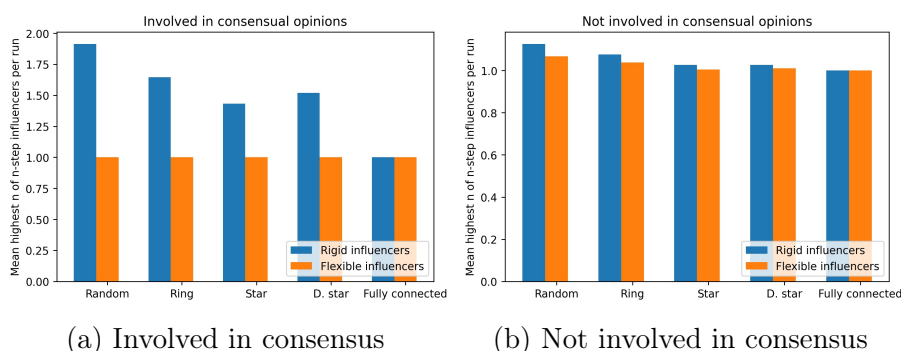 Involved in consensual opinions
Mean highest n of n-step influencers per run
2.00
1.75
1.50
1.25
1.00
0.75
0.50
0.25
0.00
Rigid influencers
Flexible influencers
Random Ring Star D. star Fully connected
(a) Involved in consensus
Not involved in consensual opinions
Mean highest n of n-step influencers per run
1.0
0.8
0.6
0.4
0.2
0.0
Rigid influencers
Flexible influencers
Random Ring Star D. star Fully connected
(b) Not involved in consensus